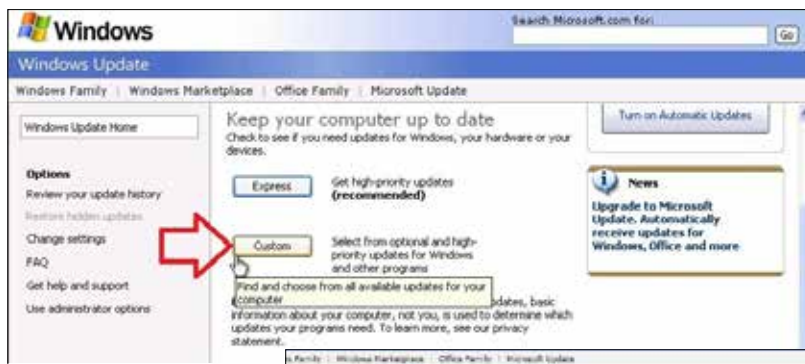 Windows
Search Microsoft.com for:
Go
Windows Update
Windows Family | Windows Marketplace | Office Family | Microsoft Update
Windows Update Home
Options
Review your update history
Restore hidden updates
Change settings
FAQ
Get help and support
Use administrator options
Keep your computer up to date
Check to see if you need updates for Windows, your hardware or your
devices.
Express
Get high-priority updates
(recommended)
Custom
Select from optional and high-
priority updates for Windows
and other programs
Find and choose from all available updates for your
computer
dates, basic
information about your computer, not you, is used to determine which
updates your programs need. To learn more, see our privacy
statement.
Turn on Automatic Updates
News
Upgrade to Microsoft
Update. Automatically
receive updates for
Windows, Office and more
s Family | Windows Marketplace | Office Family | Microsoft Update